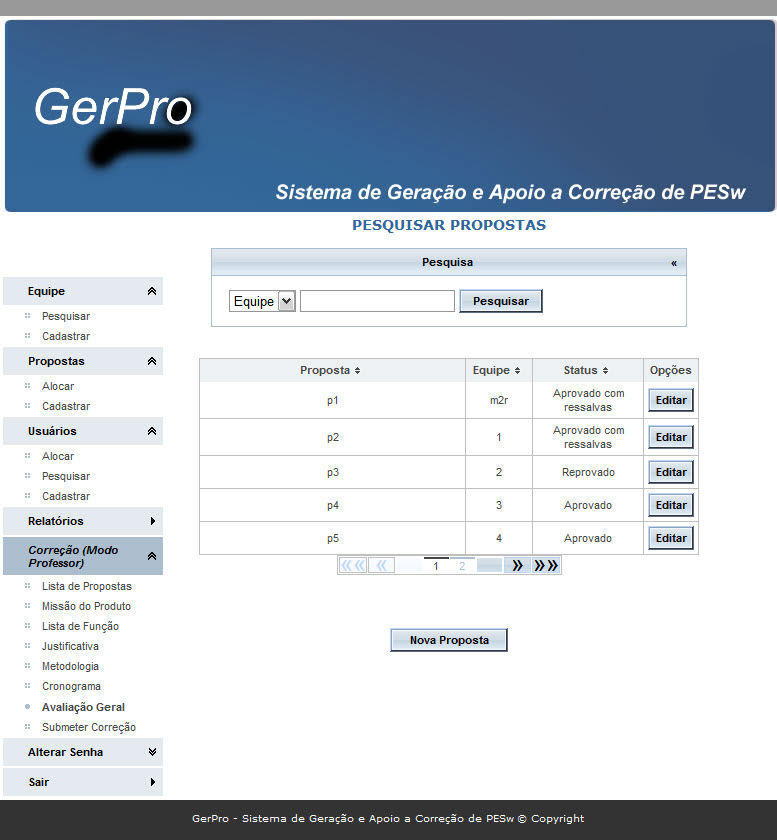 GerPro
Sistema de Geração e Apoio a Correção de PESw
PESQUISAR PROPOSTAS
Pesquisa «
Equipe Pesquisar
Equipe
Pesquisar
Cadastrar
Propostas
Alocar
Cadastrar
Usuários
Alocar
Pesquisar
Cadastrar
Relatórios
Correção (Modo
Professor)
Lista de Propostas
Missão do Produto
Lista de Função
Justificativa
Metodologia
Cronograma
Avaliação Geral
Submeter Correção
Alterar Senha
Sair
Proposta Equipe Status Opções
p1 m2r Aprovado com ressalvas Editar
p2 1 Aprovado com ressalvas Editar
p3 2 Reprovado Editar
p4 3 Aprovado Editar
p5 4 Aprovado Editar
«« « 1 2 » »»
Nova Proposta
GerPro - Sistema de Geração e Apoio a Correção de PESw © Copyright